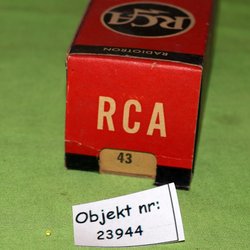 RCA
RADIOTRON
RCA
43
Objekt nr:
23944